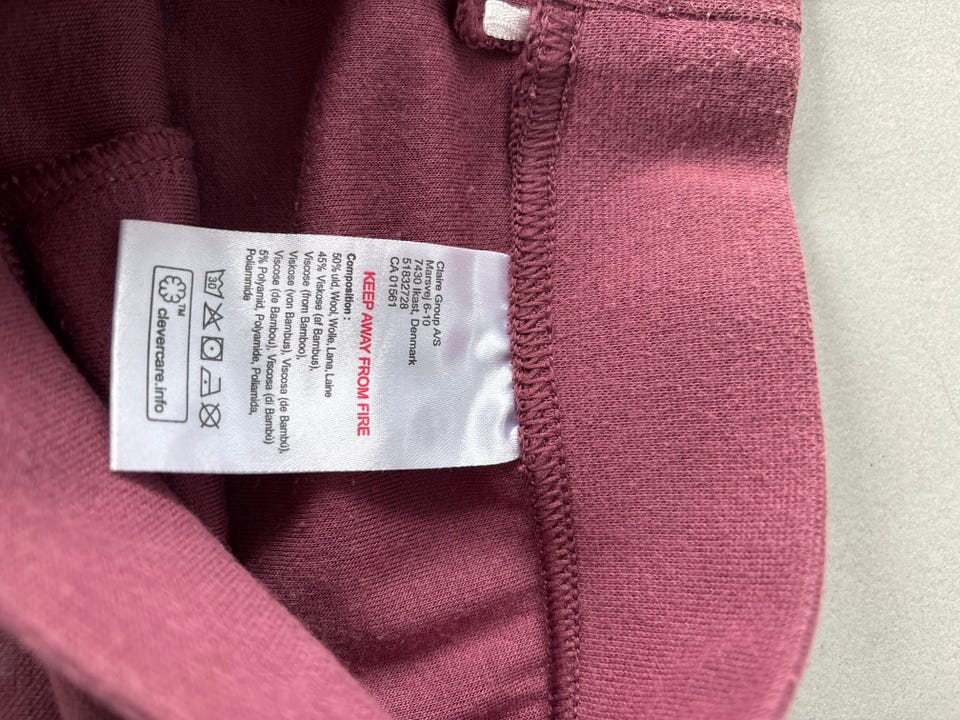 Claire Group A/S
Marsvej 6-10
7430 Ikast, Denmark
51832728
CA 01561
KEEP AWAY FROM FIRE
Composition :
50% uld, Wool, Wolle, Lana, Laine
45% Viskose (af Bambus),
Viscose (from Bamboo),
Viskose (von Bambus), Viscosa (de Bambú),
Viscose (de Bambou), Viscosa (di Bambù)
5% Polyamid, Polyamide, Poliamida,
Poliammide
30
clevercare.info
TM